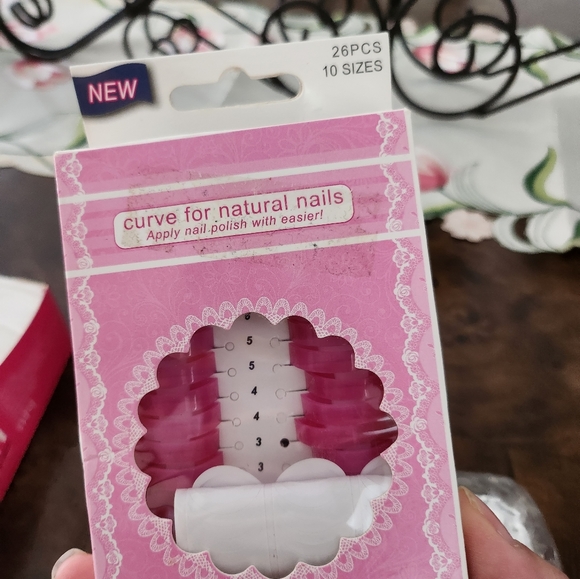 NEW
26PCS
10 SIZES
curve for natural nails
Apply nail polish with easier!
5
5
4
4
3
3